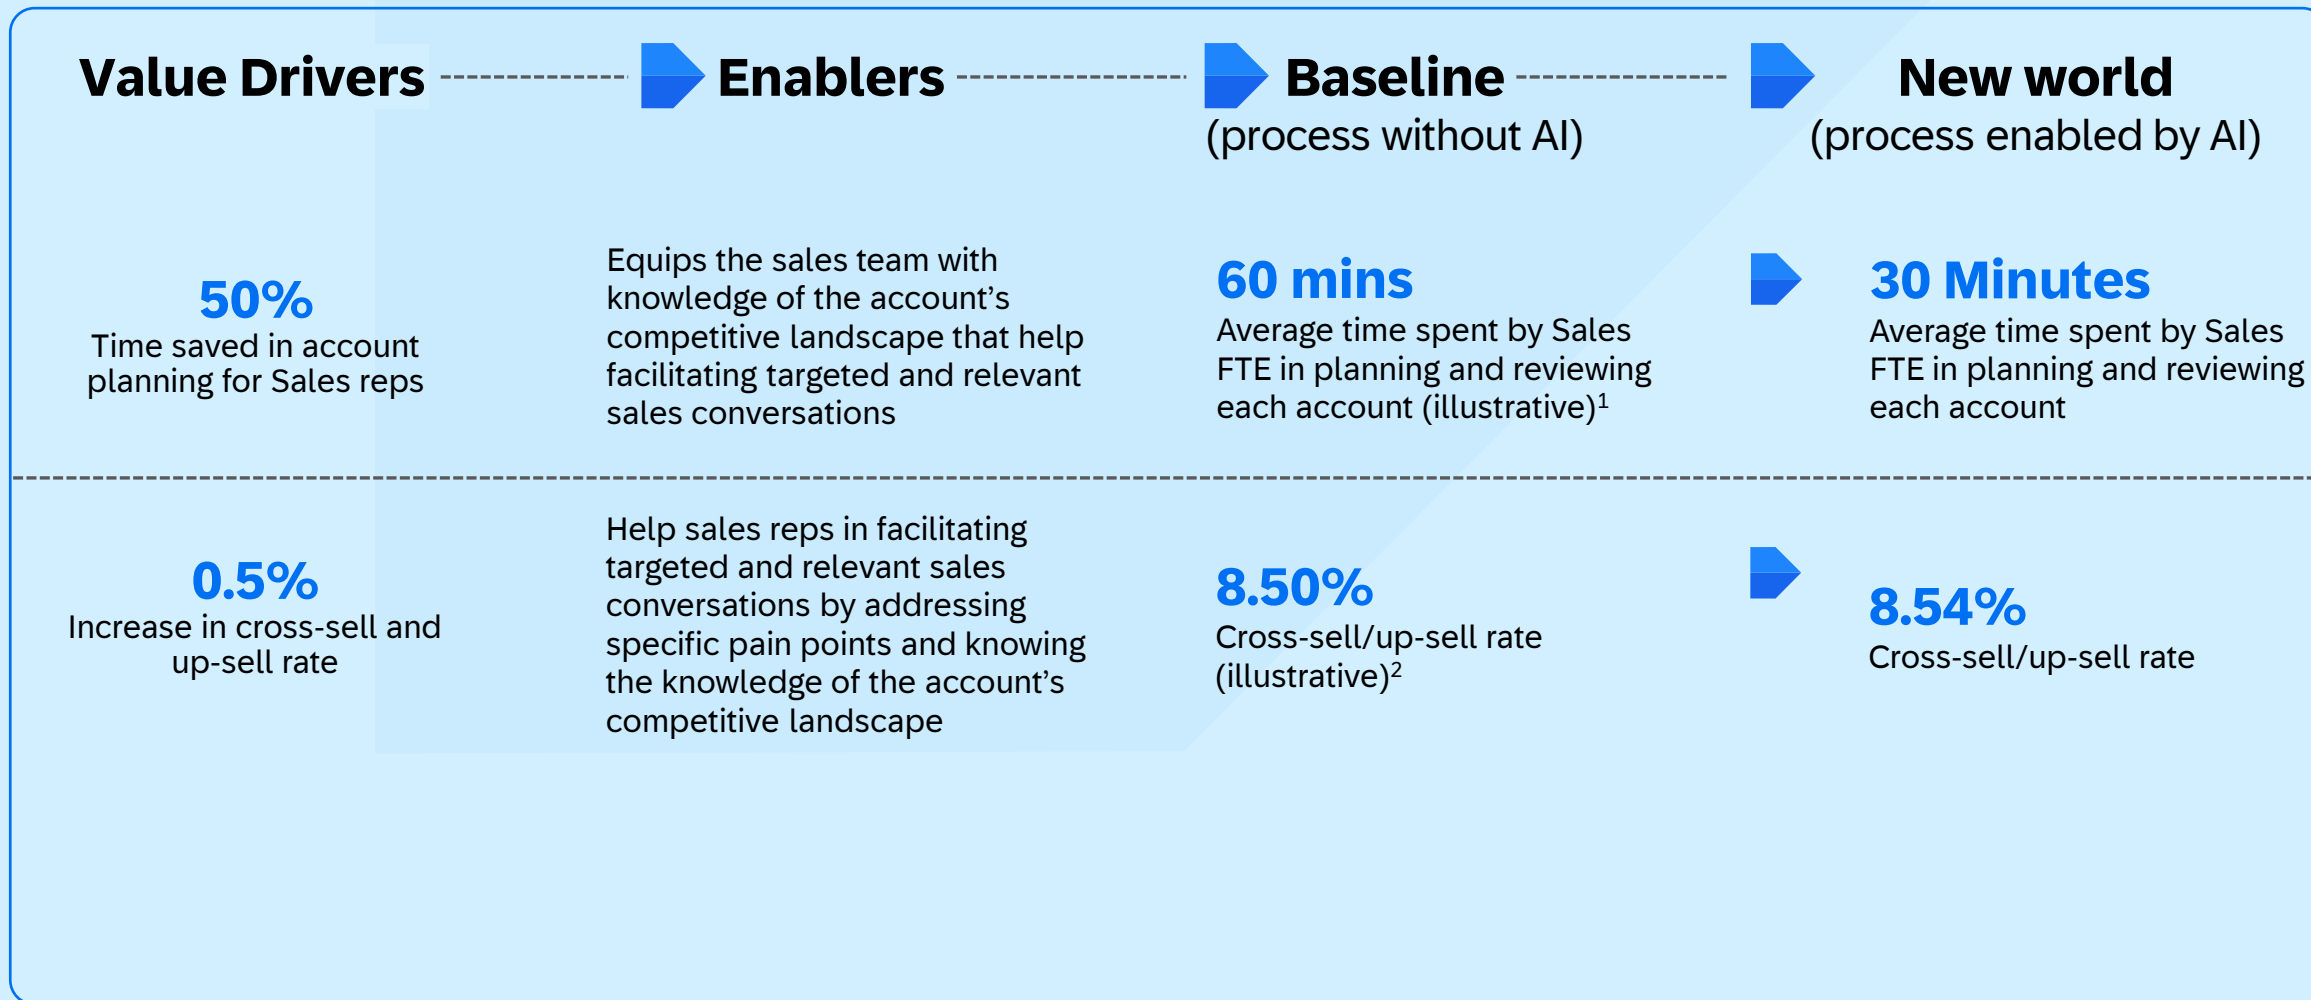 Value Drivers
Enablers
Baseline
(process without AI)
New world
(process enabled by AI)
50%
Time saved in account
planning for Sales reps
Equips the sales team with
knowledge of the account’s
competitive landscape that help
facilitating targeted and relevant
sales conversations
60 mins
Average time spent by Sales
FTE in planning and reviewing
each account (illustrative)¹
30 Minutes
Average time spent by Sales
FTE in planning and reviewing
each account
0.5%
Increase in cross-sell and
up-sell rate
Help sales reps in facilitating
targeted and relevant sales
conversations by addressing
specific pain points and knowing
the knowledge of the account’s
competitive landscape
8.50%
Cross-sell/up-sell rate
(illustrative)²
8.54%
Cross-sell/up-sell rate